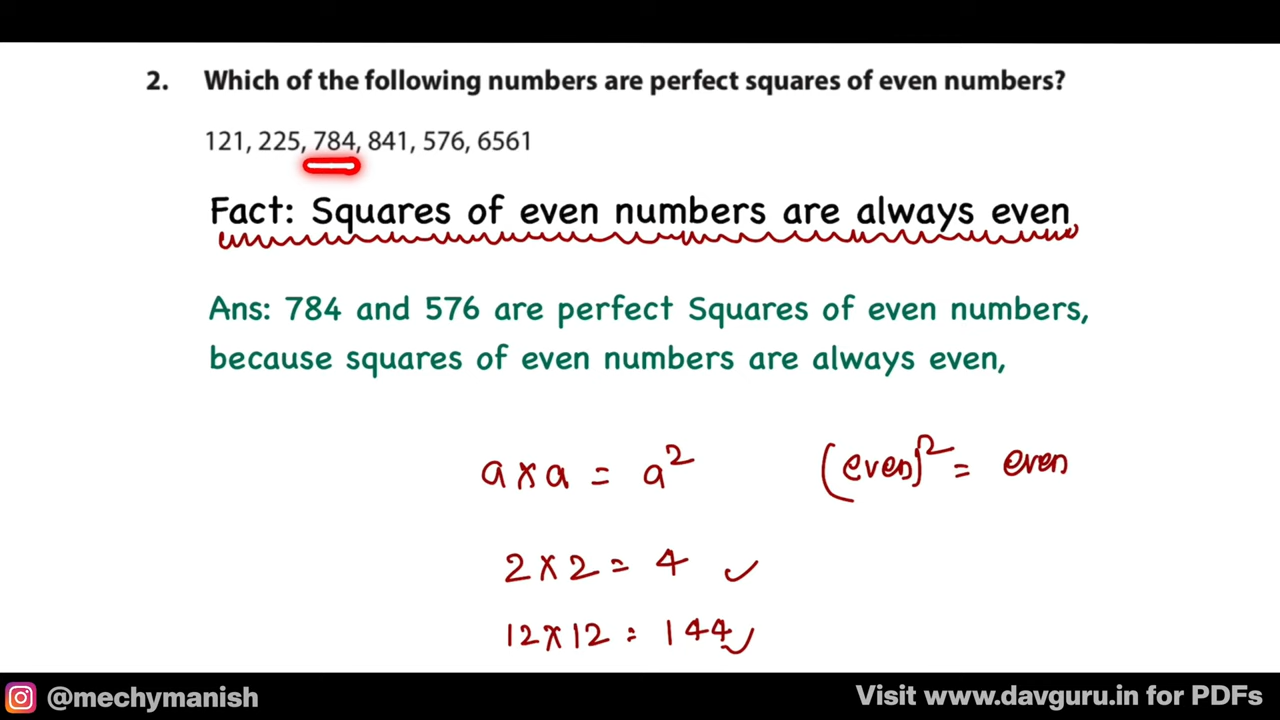 2. Which of the following numbers are perfect squares of even numbers?
121, 225, 784, 841, 576, 6561
Fact: Squares of even numbers are always even
Ans: 784 and 576 are perfect Squares of even numbers,
because squares of even numbers are always even,
a × a = a² (even)² = even
2 × 2 = 4 ✓
12 × 12 = 144 ✓
@mechymanish Visit www.davguru.in for PDFs